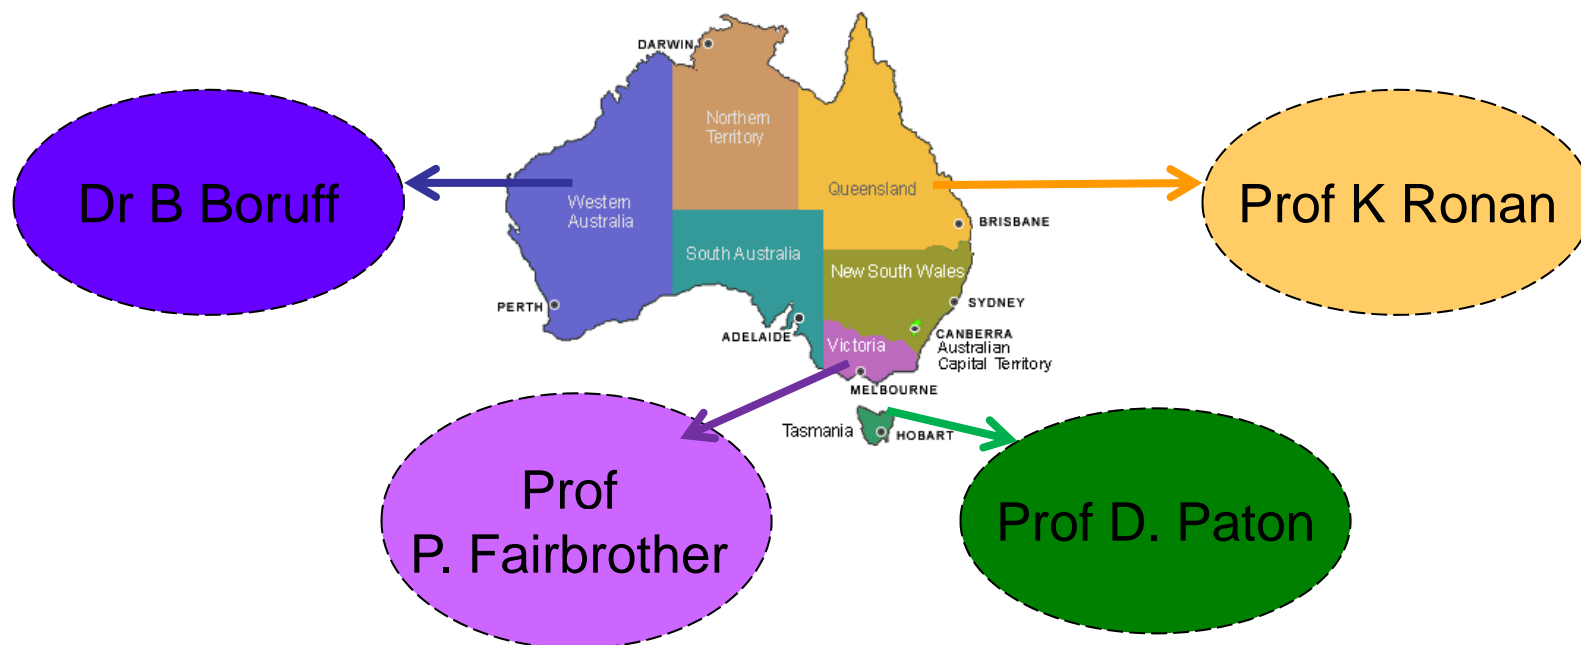 DARWIN
Northern
Territory
Dr B Boruff
Western
Australia
Queensland
Prof K Ronan
BRISBANE
South Australia
New South Wales
PERTH
SYDNEY
ADELAIDE
CANBERRA
Australian
Capital Territory
Victoria
MELBOURNE
Tasmania
HOBART
Prof
P. Fairbrother
Prof D. Paton